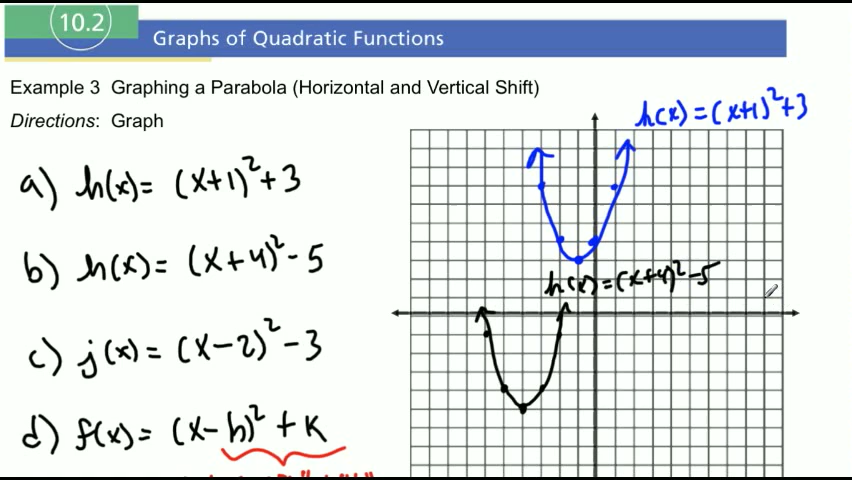 10.2
Graphs of Quadratic Functions
Example 3 Graphing a Parabola (Horizontal and Vertical Shift)
Directions: Graph
h(x) = (x+1)² + 3
a) h(x) = (x+1)² + 3
b) h(x) = (x+4)² - 5
h(x) = (x+4)² - 5
c) j(x) = (x-2)² - 3
d) f(x) = (x-h)² + K